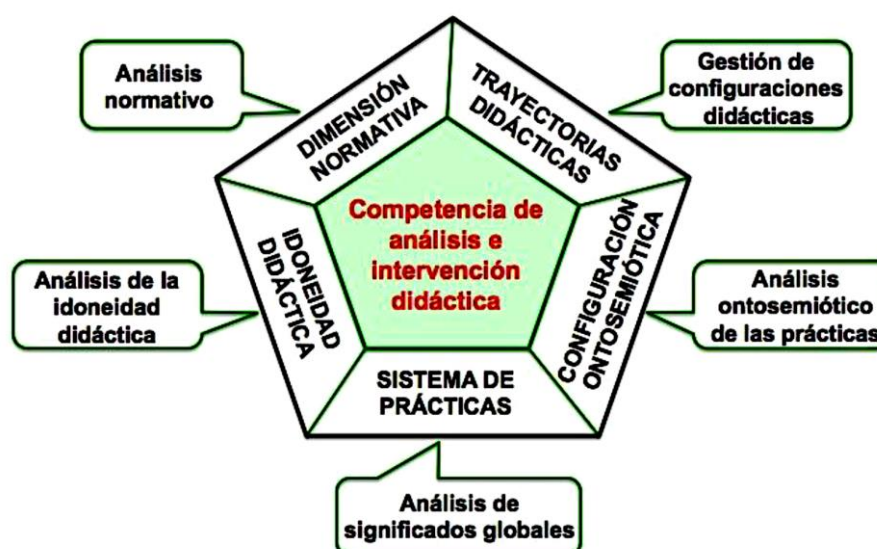 Análisis
normativo
DIMENSIÓN
NORMATIVA
TRAYECTORIAS
DIDÁCTICAS
Gestión de
configuraciones
didácticas
Competencia de
análisis e
intervención
didáctica
Análisis de la
idoneidad
didáctica
IDONEIDAD
DIDÁCTICA
CONFIGURACIÓN
ONTOSEMIÓTICA
Análisis
ontosemiótico
de las prácticas
SISTEMA DE
PRÁCTICAS
Análisis de
significados globales